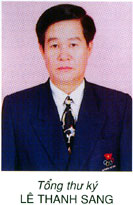 Tổng thư ký
LÊ THANH SANG